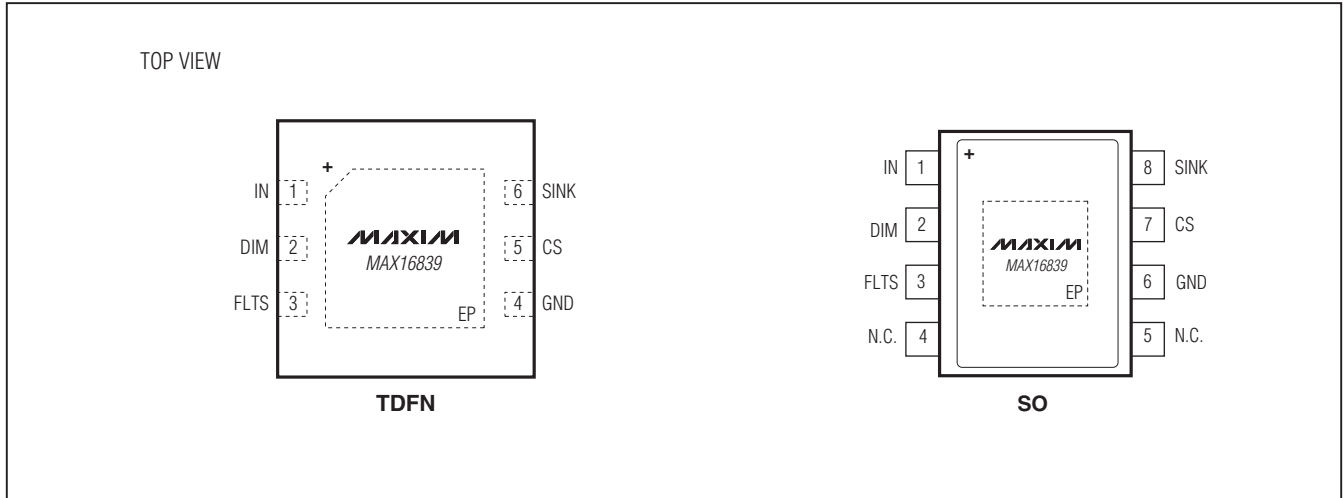 TOP VIEW
+
IN 1
6 SINK
DIM 2
MAXIM
MAX16839
5 CS
FLTS 3
EP
4 GND
TDFN
+
IN 1
8 SINK
DIM 2
MAXIM
MAX16839
7 CS
FLTS 3
EP
6 GND
N.C. 4
5 N.C.
SO